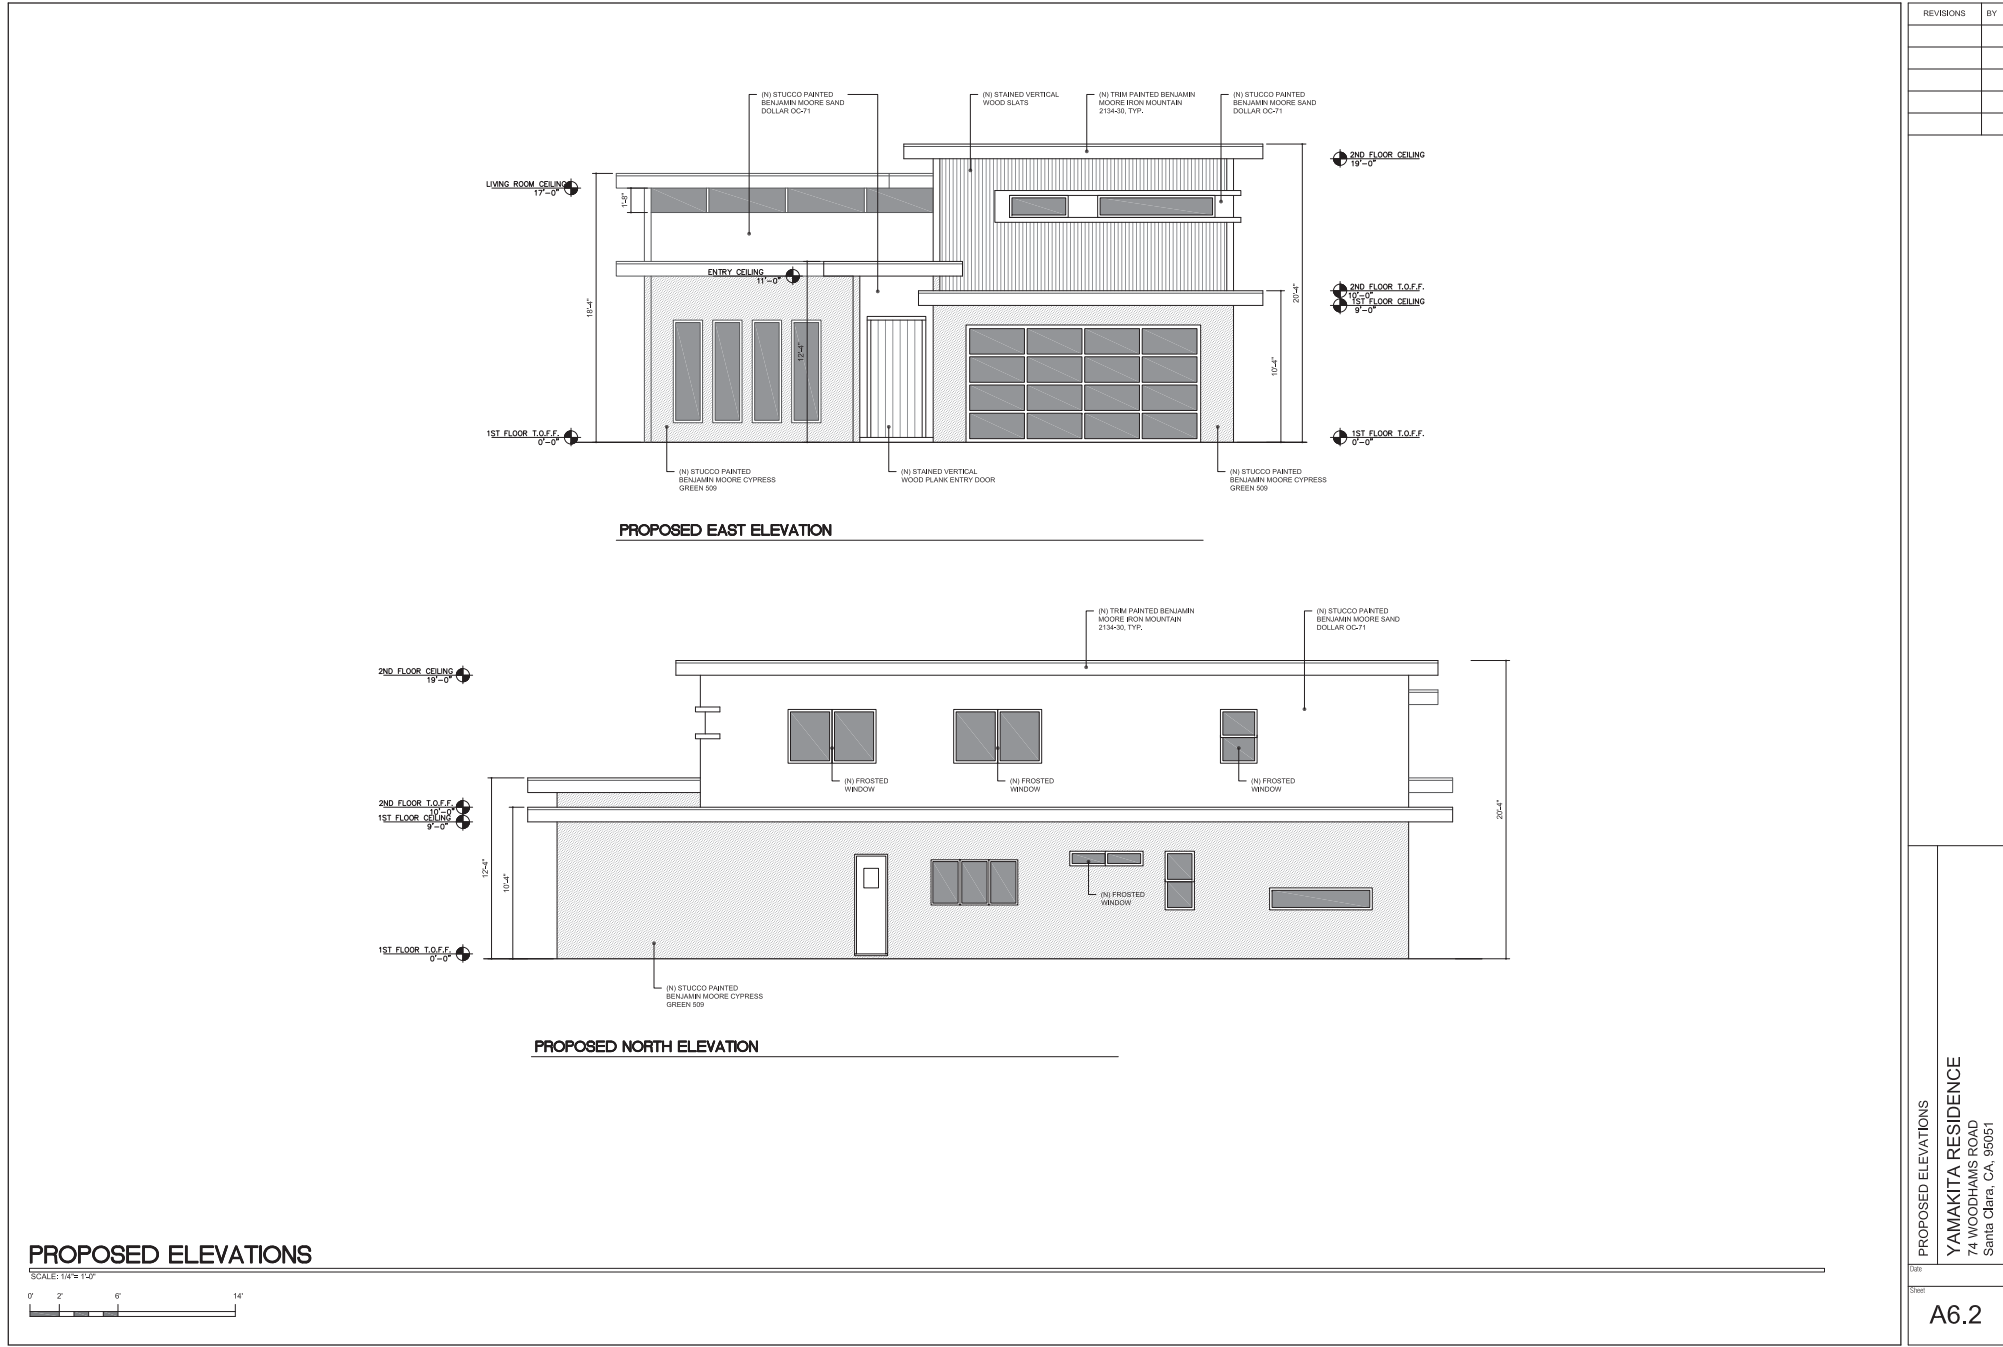 REVISIONS BY
(N) STUCCO PAINTED
BENJAMIN MOORE SAND
DOLLAR OC-71
(N) STAINED VERTICAL
WOOD SLATS
(N) TRIM PAINTED BENJAMIN
MOORE IRON MOUNTAIN
2134-30, TYP.
(N) STUCCO PAINTED
BENJAMIN MOORE SAND
DOLLAR OC-71
LIVING ROOM CEILING
17'-0"
1'-8"
2ND FLOOR CEILING
19'-0"
ENTRY CEILING
11'-0"
18'-4"
12'-4"
20'-4"
10'-4"
2ND FLOOR T.O.F.F.
10'-0"
1ST FLOOR CEILING
9'-0"
1ST FLOOR T.O.F.F.
0'-0"
1ST FLOOR T.O.F.F.
0'-0"
(N) STUCCO PAINTED
BENJAMIN MOORE CYPRESS
GREEN 509
(N) STAINED VERTICAL
WOOD PLANK ENTRY DOOR
(N) STUCCO PAINTED
BENJAMIN MOORE CYPRESS
GREEN 509
PROPOSED EAST ELEVATION
(N) TRIM PAINTED BENJAMIN
MOORE IRON MOUNTAIN
2134-30, TYP.
(N) STUCCO PAINTED
BENJAMIN MOORE SAND
DOLLAR OC-71
2ND FLOOR CEILING
19'-0"
(N) FROSTED
WINDOW
(N) FROSTED
WINDOW
(N) FROSTED
WINDOW
2ND FLOOR T.O.F.F.
10'-0"
1ST FLOOR CEILING
9'-0"
12'-4"
10'-4"
20'-4"
(N) FROSTED
WINDOW
1ST FLOOR T.O.F.F.
0'-0"
(N) STUCCO PAINTED
BENJAMIN MOORE CYPRESS
GREEN 509
PROPOSED NORTH ELEVATION
PROPOSED ELEVATIONS
SCALE: 1/4"= 1'-0"
0' 2' 6' 14'
PROPOSED ELEVATIONS
YAMAKITA RESIDENCE
74 WOODHAMS ROAD
Santa Clara, CA, 95051
Date
Sheet
A6.2